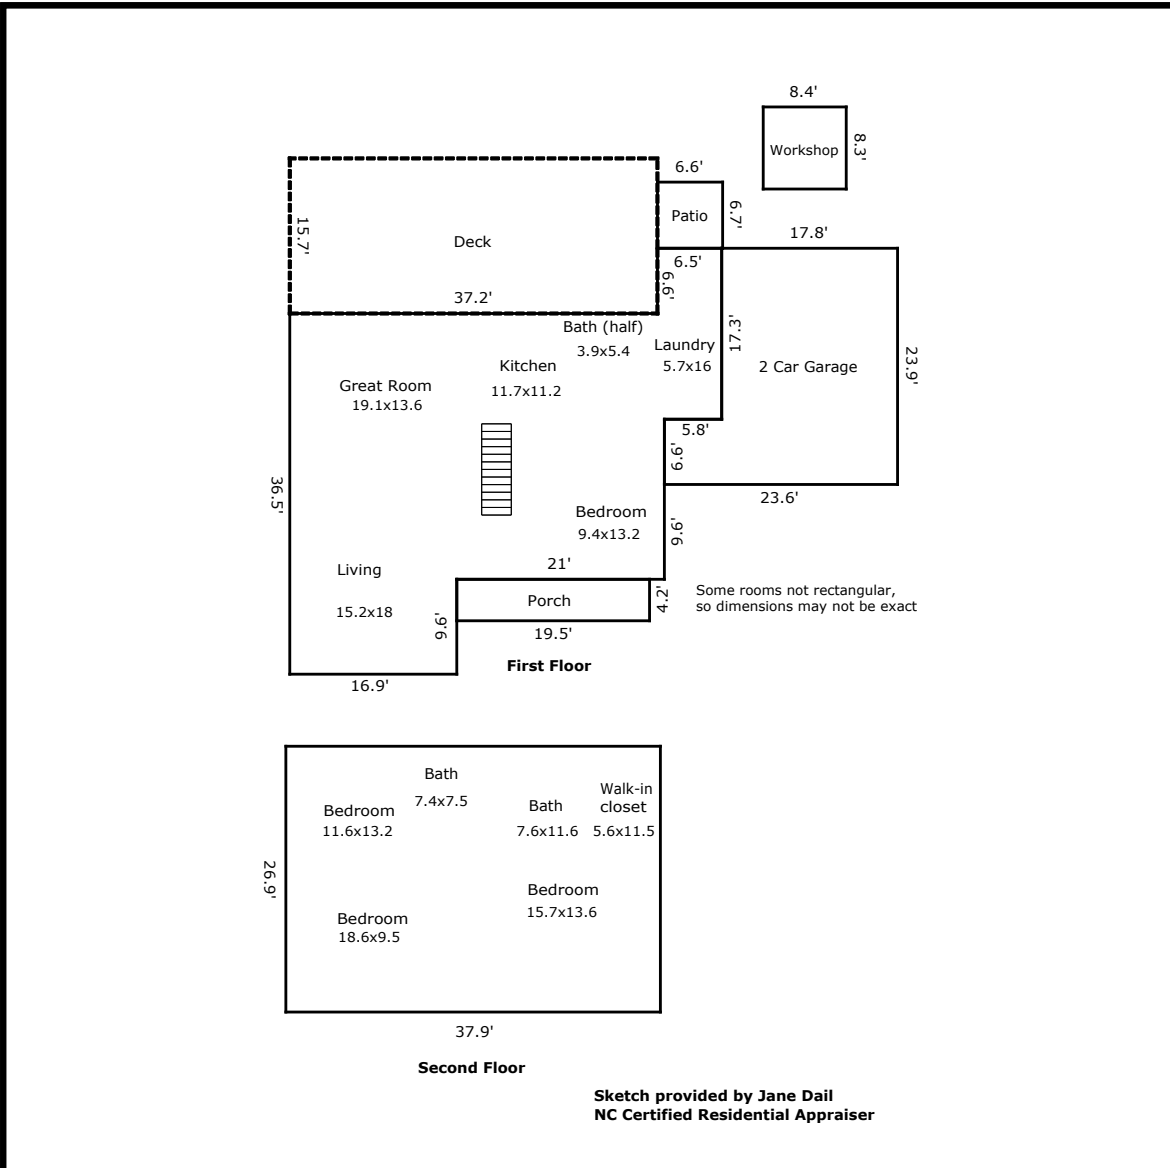 8.4'
Workshop
8.3'
6.6'
Patio
6.7'
15.7'
Deck
37.2'
17.8'
6.5'
6.6'
Bath (half)
3.9x5.4
Laundry
5.7x16
17.3'
2 Car Garage
23.9'
Kitchen
11.7x11.2
Great Room
19.1x13.6
5.8'
6.6'
23.6'
36.5'
Bedroom
9.4x13.2
9.6'
21'
Living
15.2x18
Porch
4.2'
Some rooms not rectangular,
so dimensions may not be exact
9.6'
19.5'
First Floor
16.9'
Bath
7.4x7.5
Walk-in
closet
5.6x11.5
Bath
7.6x11.6
Bedroom
11.6x13.2
26.9'
Bedroom
15.7x13.6
Bedroom
18.6x9.5
37.9'
Second Floor
Sketch provided by Jane Dail
NC Certified Residential Appraiser